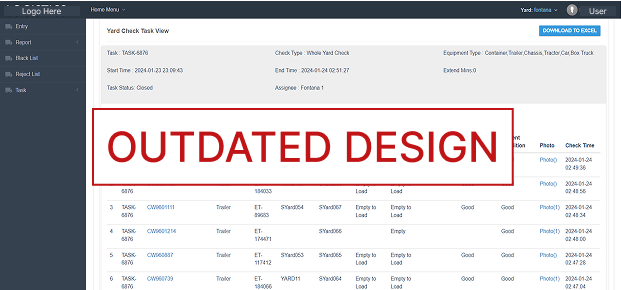 Logo Here
Home Menu
Yard: fontana
User
Entry
Report
Black List
Reject List
Task
Yard Check Task View
DOWNLOAD TO EXCEL
Task : TASK-6876 Check Type : Whole Yard Check Equipment Type : Container,Trailer,Chassis,Tractor,Car,Box Truck
Start Time : 2024-01-23 23:09:43 End Time : 2024-01-24 02:51:27 Extend Mins:0
Task Status: Closed Assignee : Fontana 1
OUTDATED DESIGN
Photo Check Time
Photo() 2024-01-24
02:49:36
Photo() 2024-01-24
6876 184033 Load Load 02:48:56
3 TASK- CW9601111 Trailer ET- SYard054 SYard067 Empty to Empty to Good Good Photo(1) 2024-01-24
6876 89683 Load Load 02:48:34
4 TASK- CW9601214 Trailer ET- SYard066 Empty Good Good Photo(1) 2024-01-24
6876 174471 02:48:00
5 TASK- CW960887 Trailer ET- SYard053 SYard065 Empty to Empty to Good Good Photo(1) 2024-01-24
6876 117412 Load Load 02:47:28
6 TASK- CW960739 Trailer ET- YARD11 SYard064 Empty to Empty to Good Good Photo(1) 2024-01-24
6876 184066 Load Load 02:47:04